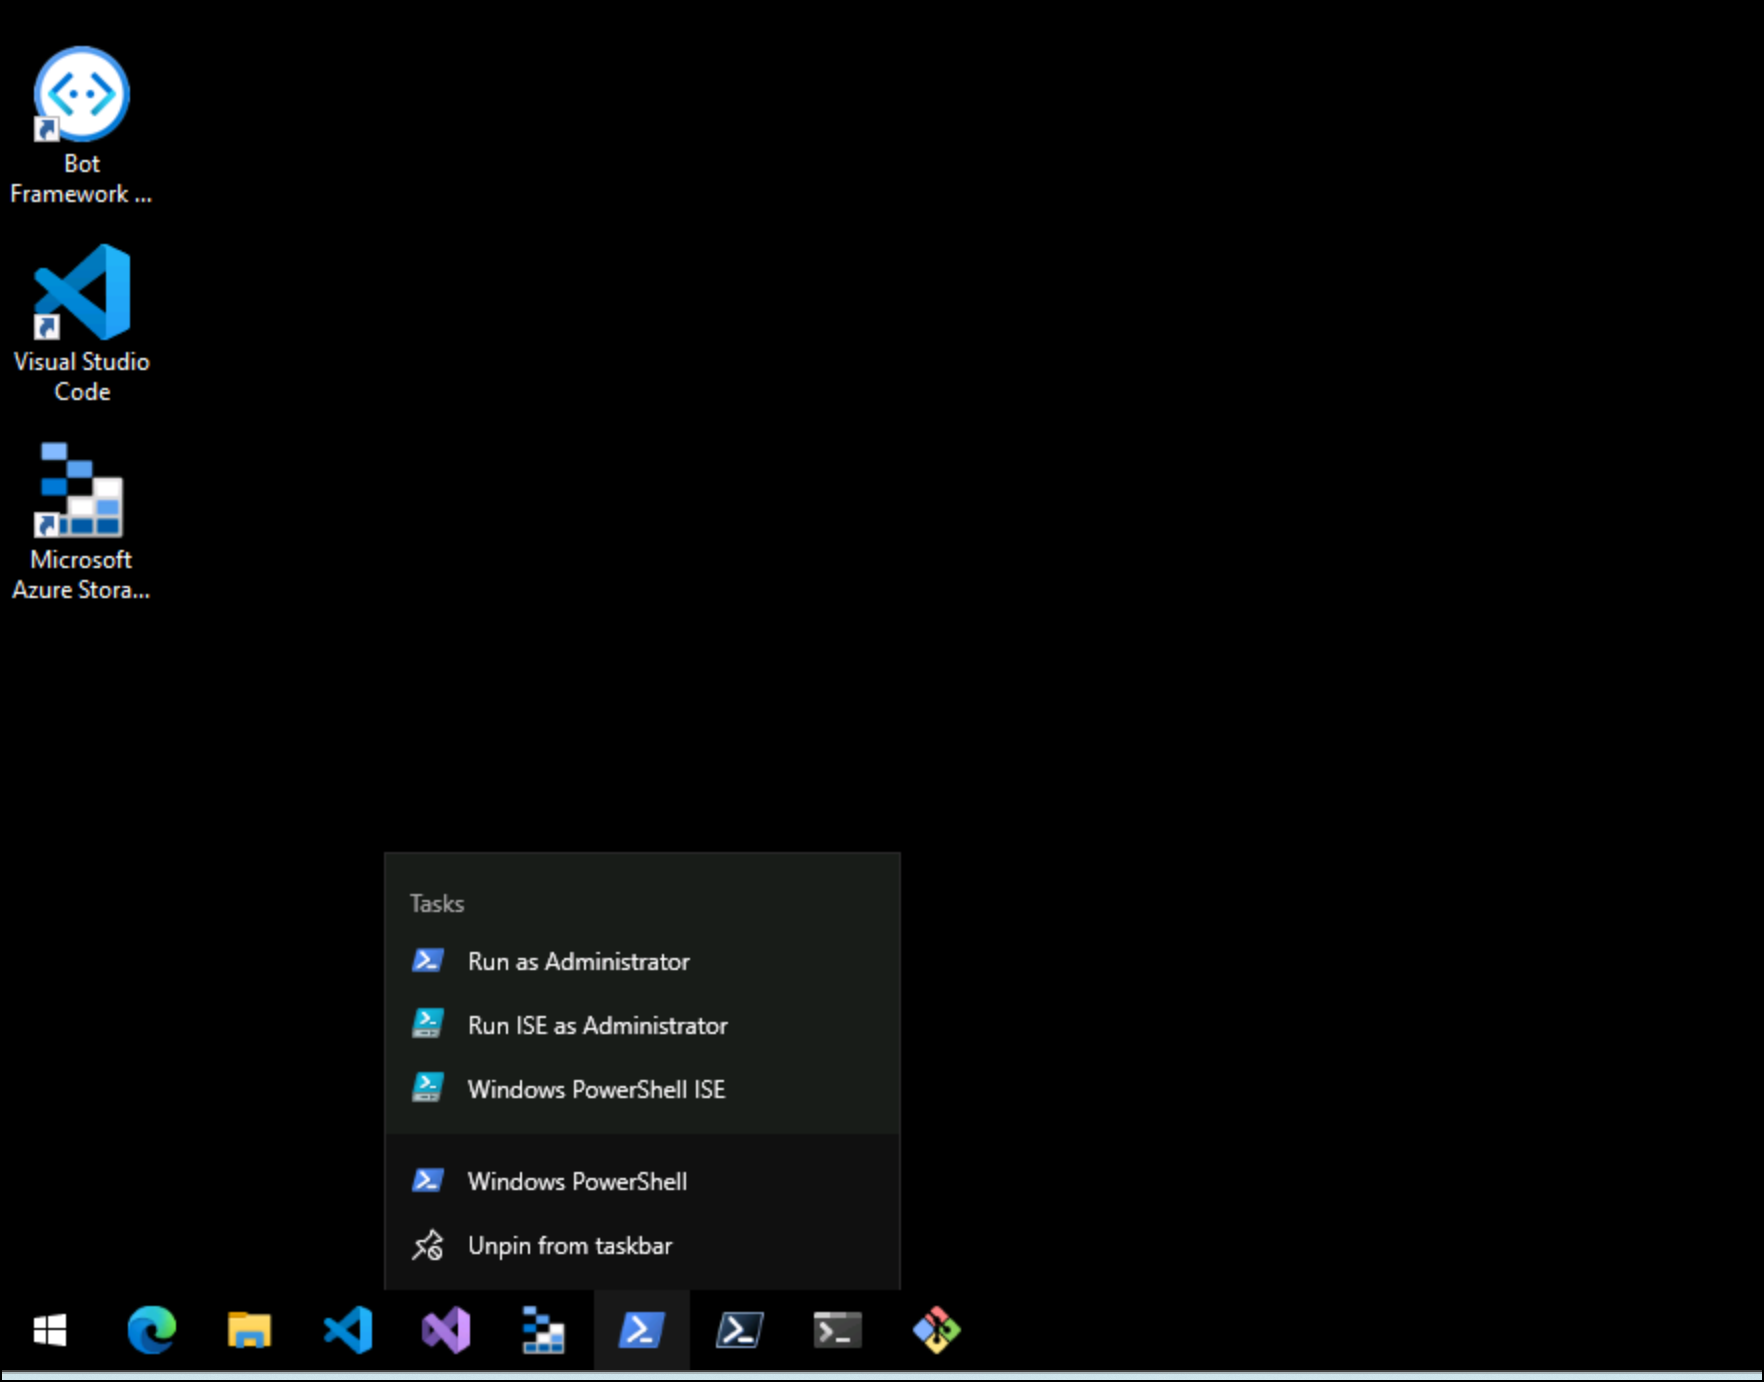 Bot
Framework ...
Visual Studio
Code
Microsoft
Azure Stora...
Tasks
Run as Administrator
Run ISE as Administrator
Windows PowerShell ISE
Windows PowerShell
Unpin from taskbar